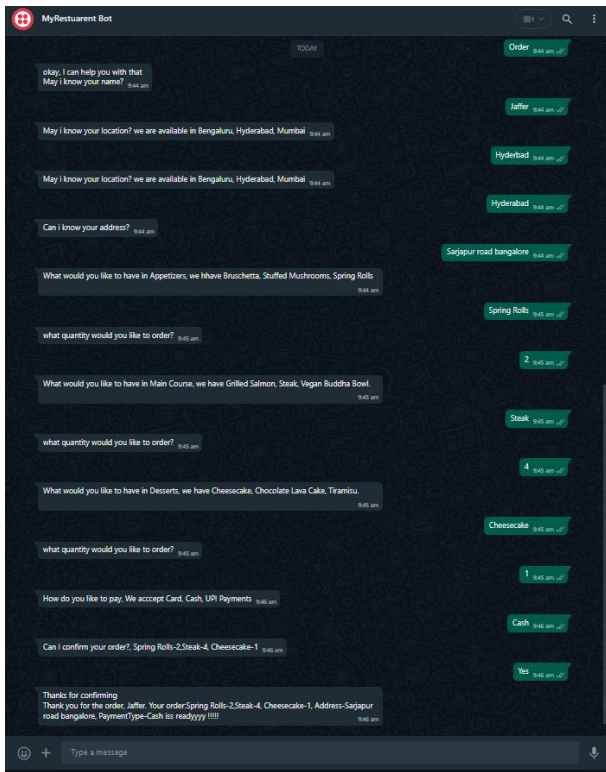 MyRestuarent Bot
TODAY
Order 9:44 am
okay, I can help you with that
May i know your name? 9:44 am
Jaffer 9:44 am
May i know your location? we are available in Bengaluru, Hyderabad, Mumbai 9:44 am
Hyderbad 9:44 am
May i know your location? we are available in Bengaluru, Hyderabad, Mumbai 9:44 am
Hyderabad 9:44 am
Can i know your address? 9:44 am
Sarjapur road bangalore 9:44 am
What would you like to have in Appetizers, we hhave Bruschetta, Stuffed Mushrooms, Spring Rolls
9:44 am
Spring Rolls 9:45 am
what quantity would you like to order? 9:45 am
2 9:45 am
What would you like to have in Main Course, we have Grilled Salmon, Steak, Vegan Buddha Bowl.
9:45 am
Steak 9:45 am
what quantity would you like to order? 9:45 am
4 9:45 am
What would you like to have in Desserts, we have Cheesecake, Chocolate Lava Cake, Tiramisu.
9:45 am
Cheesecake 9:45 am
what quantity would you like to order? 9:45 am
1 9:45 am
How do you like to pay, We acccept Card, Cash, UPI Payments 9:46 am
Cash 9:46 am
Can I confirm your order?, Spring Rolls-2,Steak-4, Cheesecake-1 9:46 am
Yes 9:46 am
Thanks for confirming
Thank you for the order, Jaffer. Your order:Spring Rolls-2,Steak-4, Cheesecake-1, Address-Sarjapur
road bangalore, PaymentType-Cash iss readyyyy !!!!! 9:46 am
Type a message